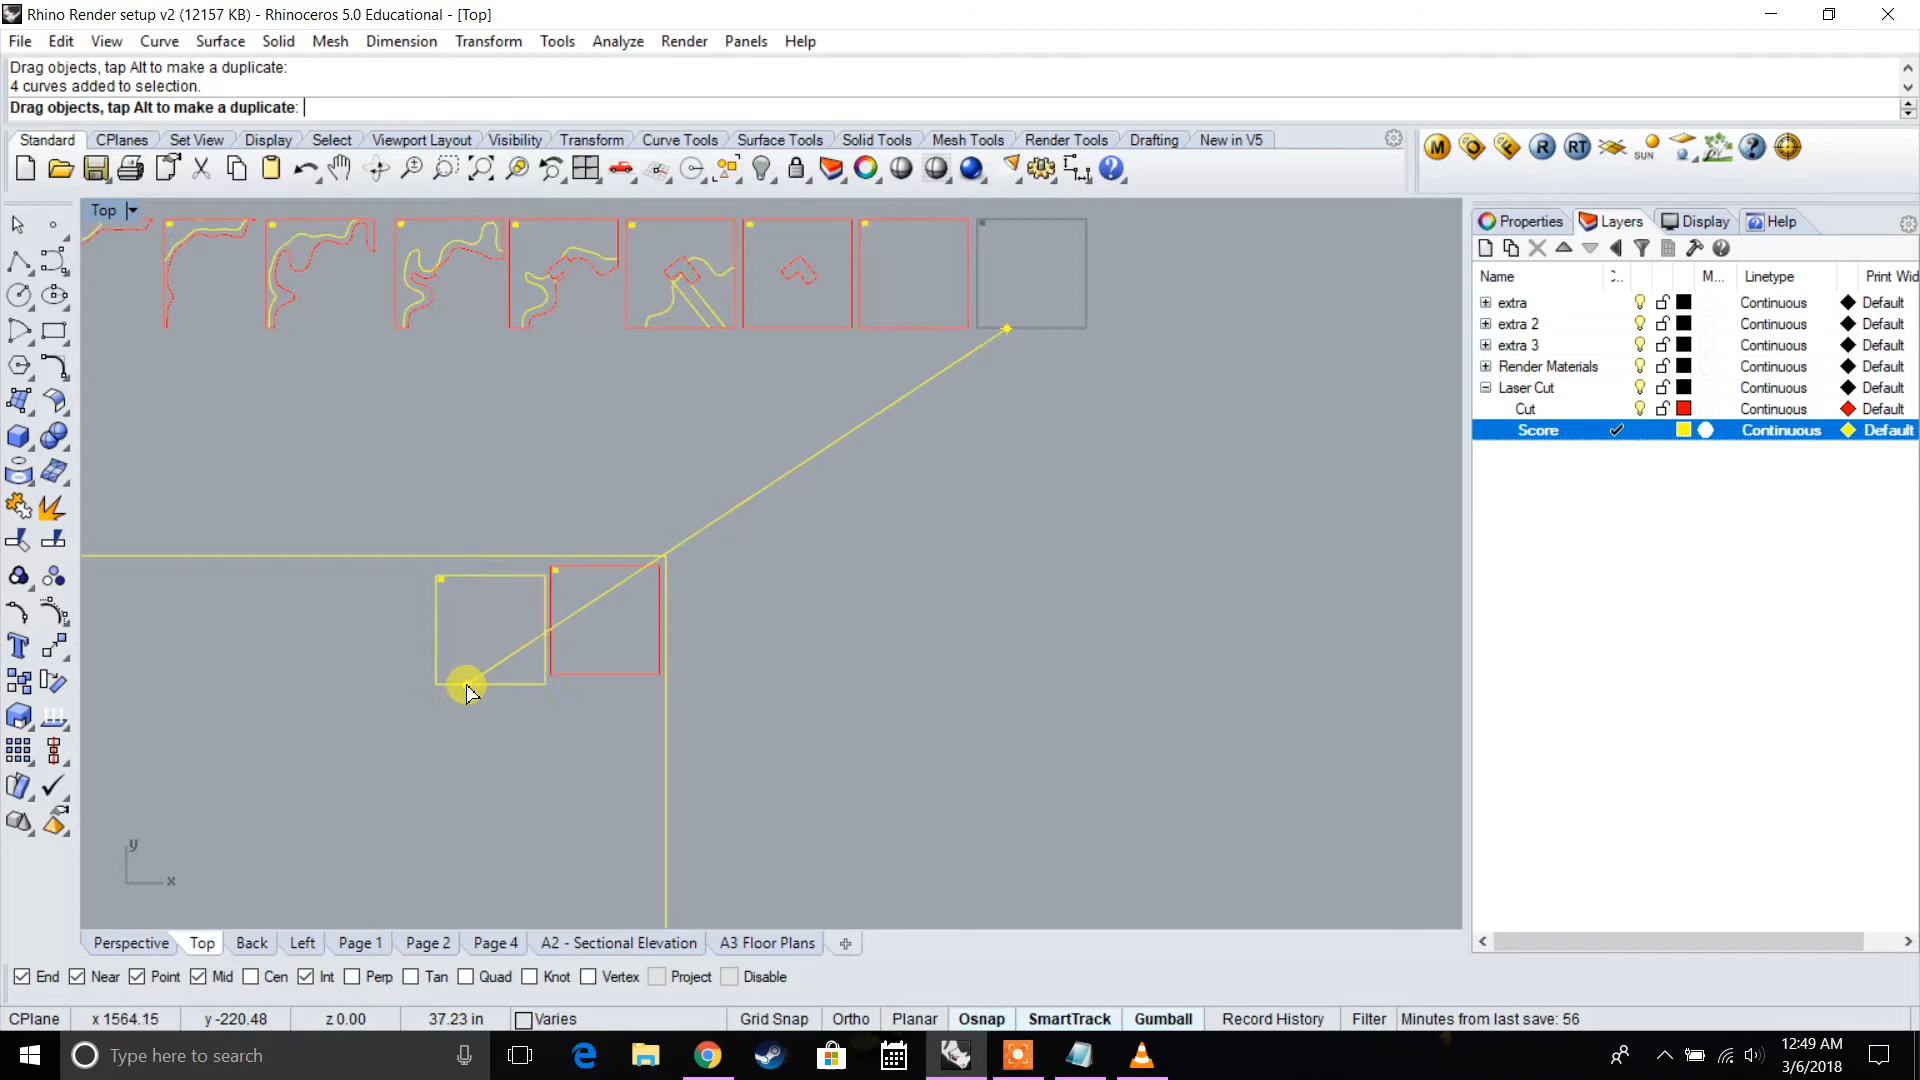 Rhino Render setup v2 (12157 KB) - Rhinoceros 5.0 Educational - [Top]
File Edit View Curve Surface Solid Mesh Dimension Transform Tools Analyze Render Panels Help
Drag objects, tap Alt to make a duplicate:
4 curves added to selection.
Drag objects, tap Alt to make a duplicate:
Standard CPlanes Set View Display Select Viewport Layout Visibility Transform Curve Tools Surface Tools Solid Tools Mesh Tools Render Tools Drafting New in V5
M R RT SUN
Top
Properties Layers Display Help
Name M... Linetype Print Wid
extra Continuous Default
extra 2 Continuous Default
extra 3 Continuous Default
Render Materials Continuous Default
Laser Cut Continuous Default
Cut Continuous Default
Score Continuous Default
y
x
Perspective Top Back Left Page 1 Page 2 Page 4 A2 - Sectional Elevation A3 Floor Plans
End Near Point Mid Cen Int Perp Tan Quad Knot Vertex Project Disable
CPlane x 1564.15 y -220.48 z 0.00 37.23 in Varies Grid Snap Ortho Planar Osnap SmartTrack Gumball Record History Filter Minutes from last save: 56
Type here to search
12:49 AM
3/6/2018